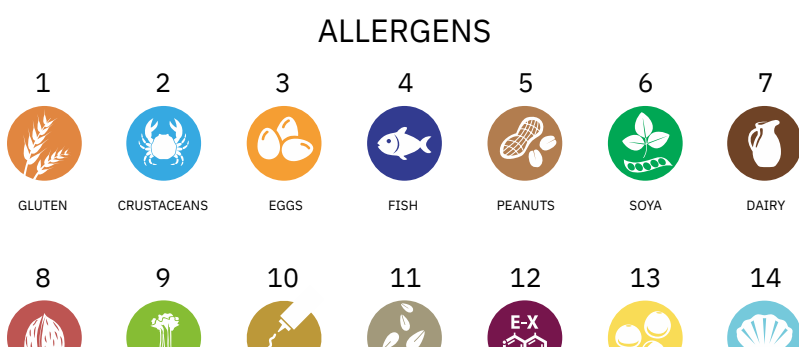 ALLERGENS
1 2 3 4 5 6 7
GLUTEN CRUSTACEANS EGGS FISH PEANUTS SOYA DAIRY
8 9 10 11 12 13 14
E-X